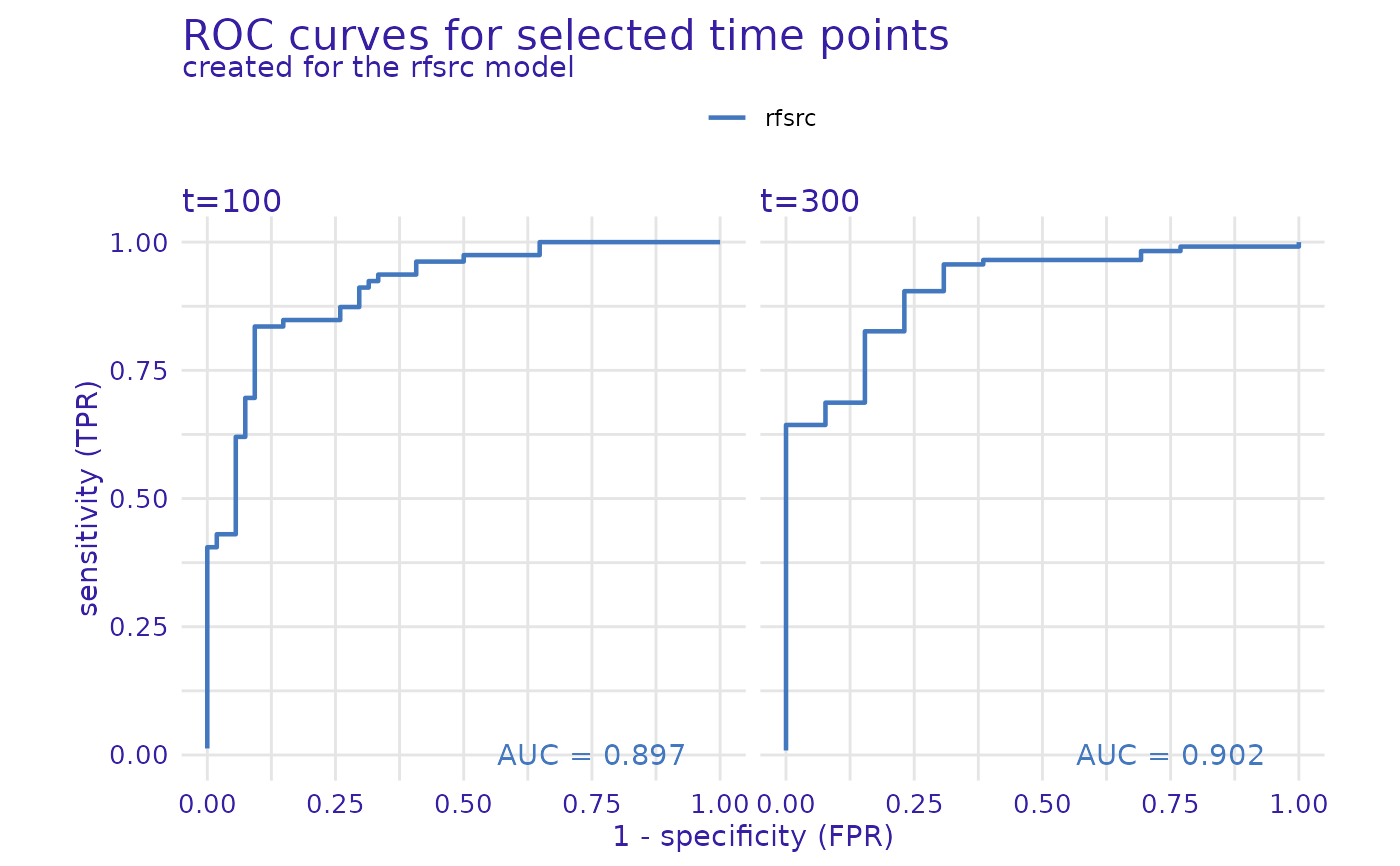 ROC curves for selected time points
created for the rfsrc model
rfsrc
t=100
t=300
sensitivity (TPR)
1.00
0.75
0.50
0.25
0.00
AUC = 0.897
AUC = 0.902
0.00 0.25 0.50 0.75 1.00 0.00 0.25 0.50 0.75 1.00
1 - specificity (FPR)